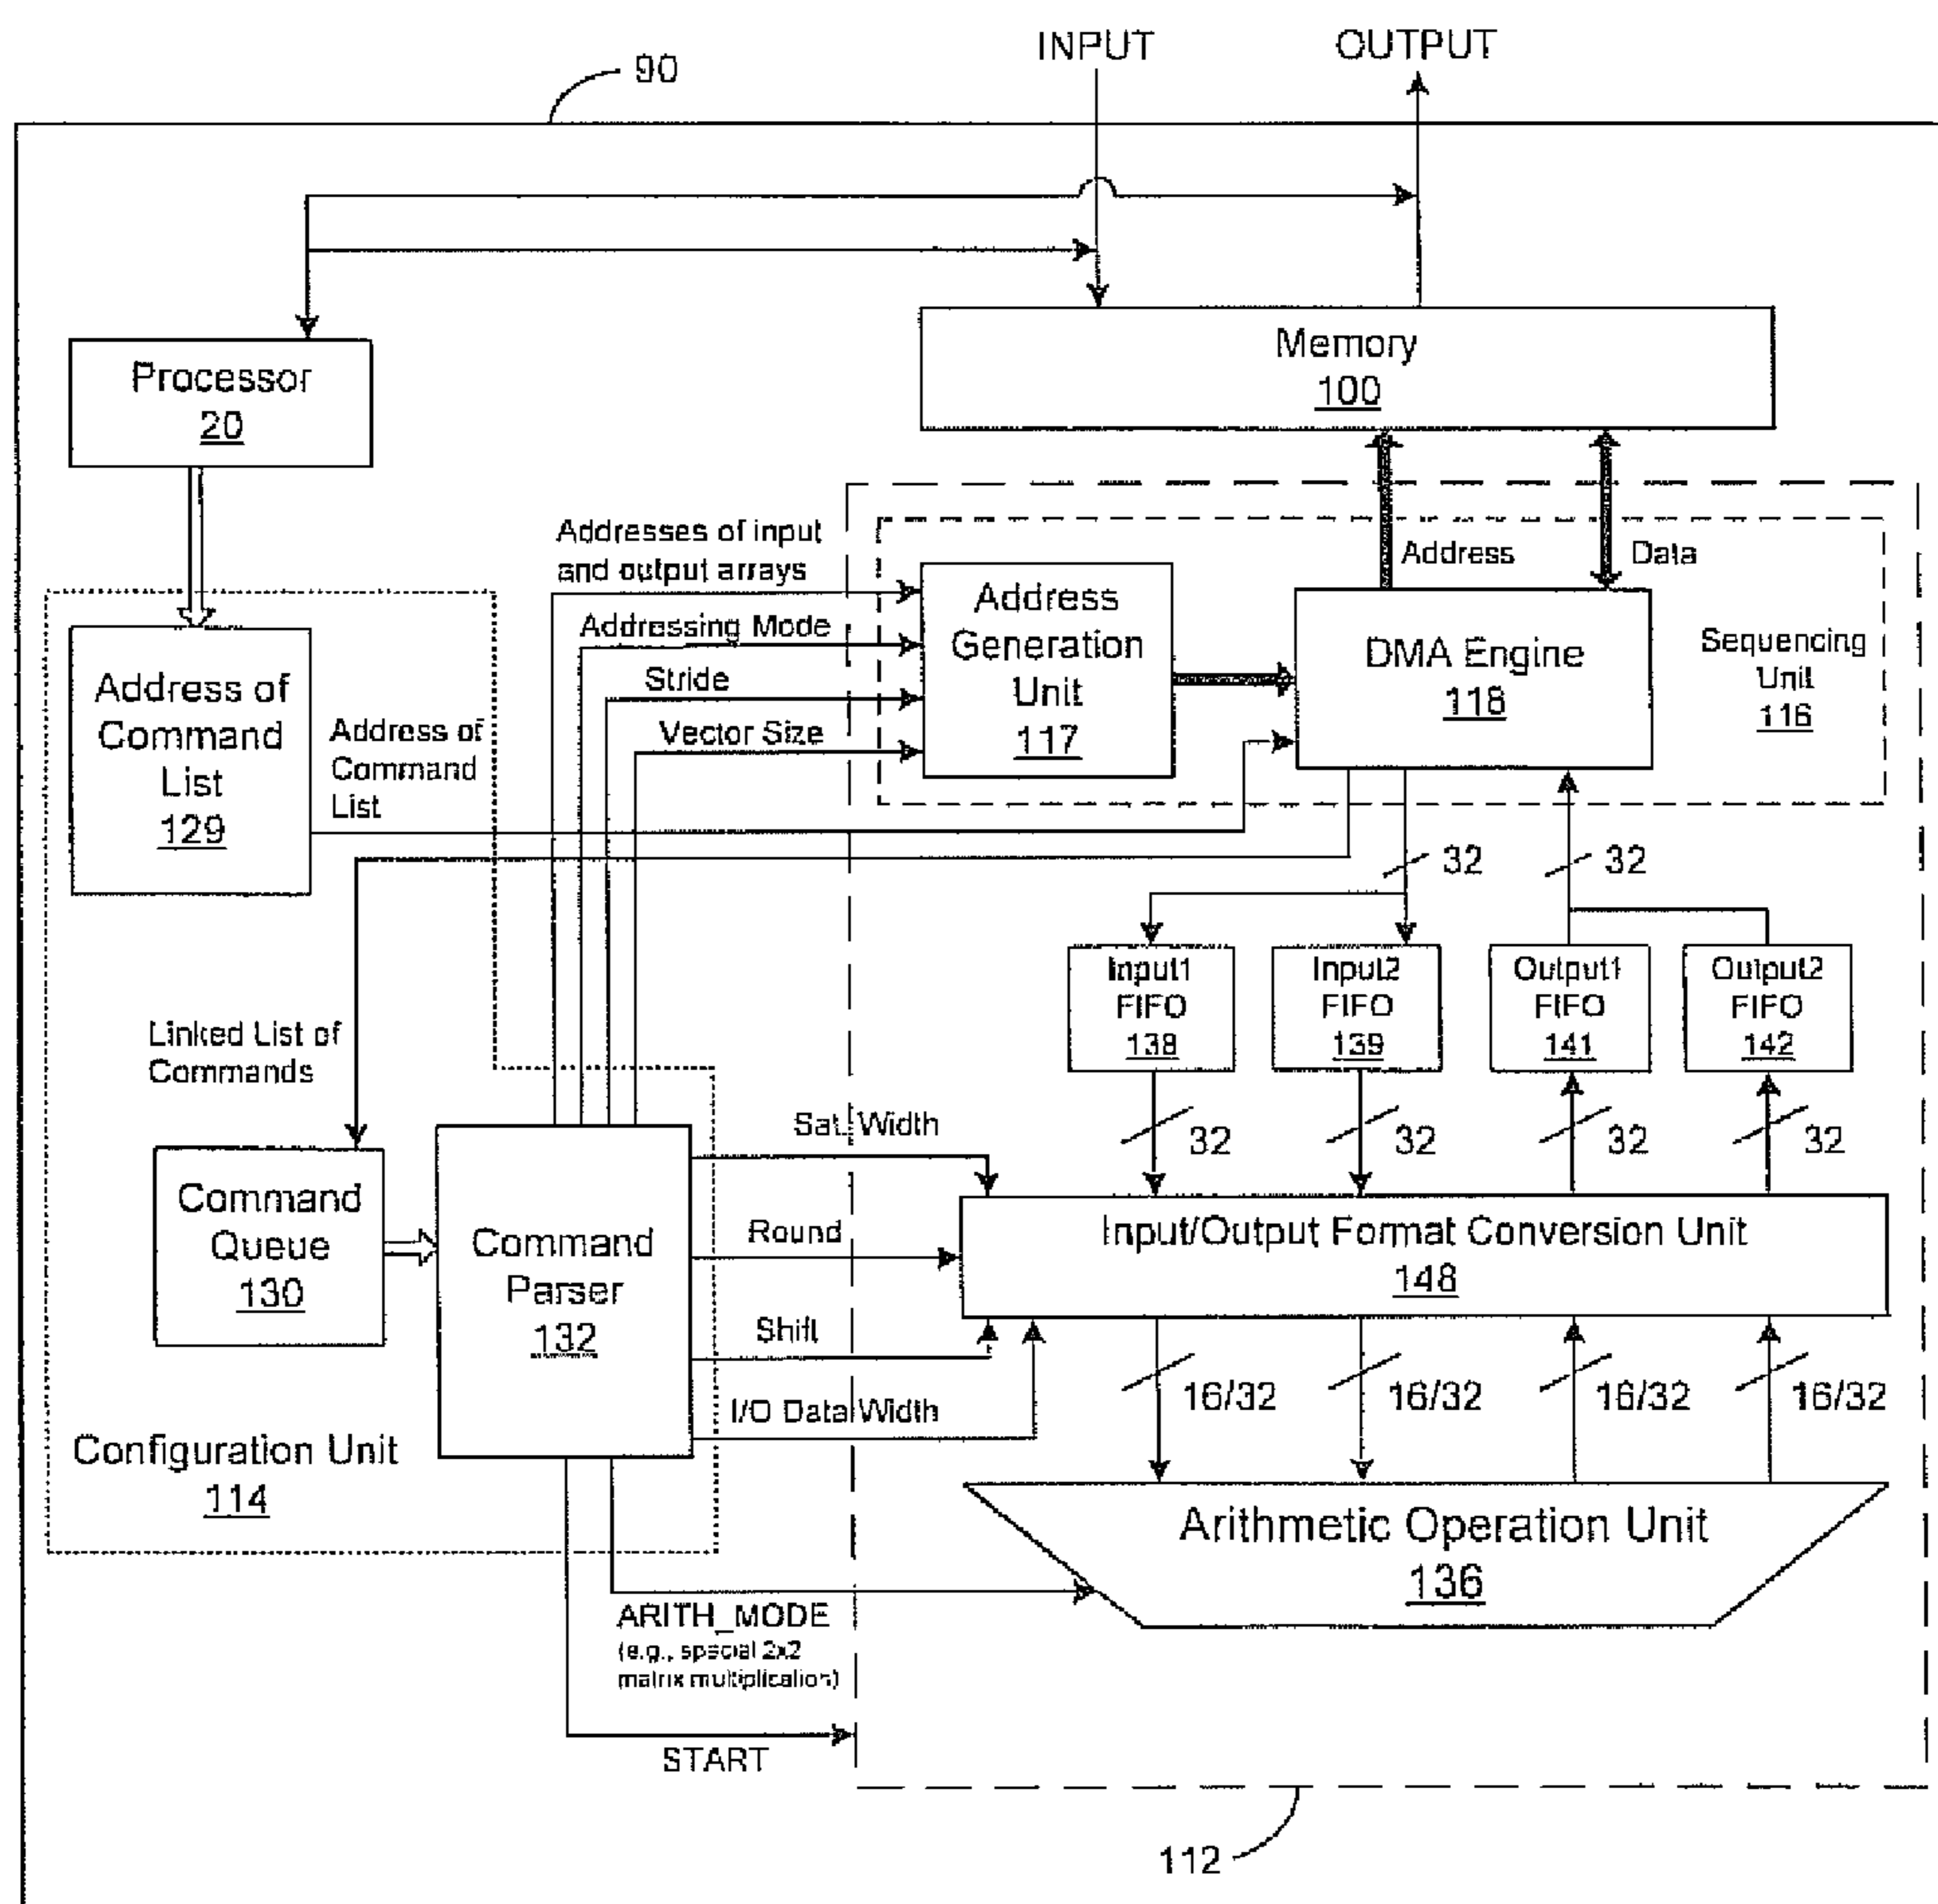 INPUT
OUTPUT
90
Memory
100
Processor
20
Addresses of input
and output arrays
Addressing Mode
Stride
Vector Size
Address
Generation
Unit
117
Address
Data
DMA Engine
118
Sequencing
Unit
116
Address of
Command
List
129
Address of
Command
List
32
32
Input1
FIFO
138
Input2
FIFO
139
Output1
FIFO
141
Output2
FIFO
142
Linked List of
Commands
32
32
32
32
Sat. Width
Command
Queue
130
Command
Parser
132
Round
Shift
I/O Data Width
Input/Output Format Conversion Unit
148
16/32
16/32
16/32
16/32
Configuration Unit
114
Arithmetic Operation Unit
136
ARITH_MODE
(e.g., special 2x2
matrix multiplication)
START
112